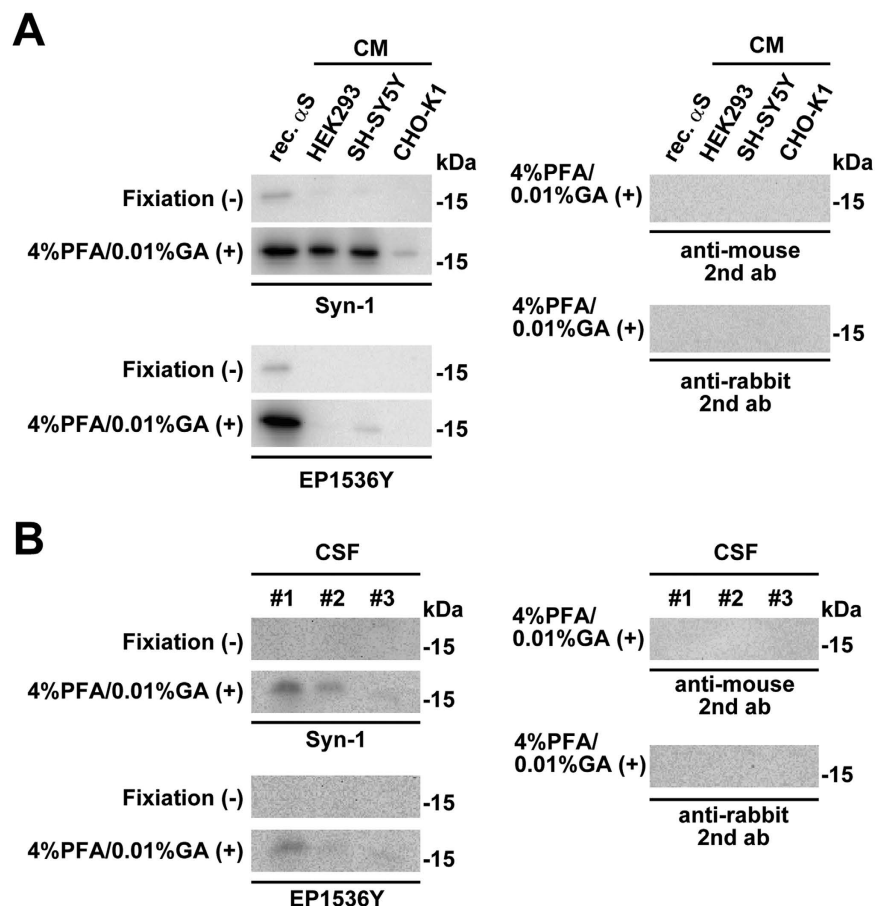 A
CM
rec. αS
HEK293
SH-SY5Y
CHO-K1
kDa
Fixiation (-)
-15
4%PFA/0.01%GA (+)
-15
Syn-1
Fixiation (-)
-15
4%PFA/0.01%GA (+)
-15
EP1536Y
CM
rec. αS
HEK293
SH-SY5Y
CHO-K1
kDa
4%PFA/
0.01%GA (+)
-15
anti-mouse
2nd ab
4%PFA/
0.01%GA (+)
-15
anti-rabbit
2nd ab
B
CSF
#1 #2 #3
kDa
Fixiation (-)
-15
4%PFA/0.01%GA (+)
-15
Syn-1
Fixiation (-)
-15
4%PFA/0.01%GA (+)
-15
EP1536Y
CSF
#1 #2 #3
kDa
4%PFA/
0.01%GA (+)
-15
anti-mouse
2nd ab
4%PFA/
0.01%GA (+)
-15
anti-rabbit
2nd ab